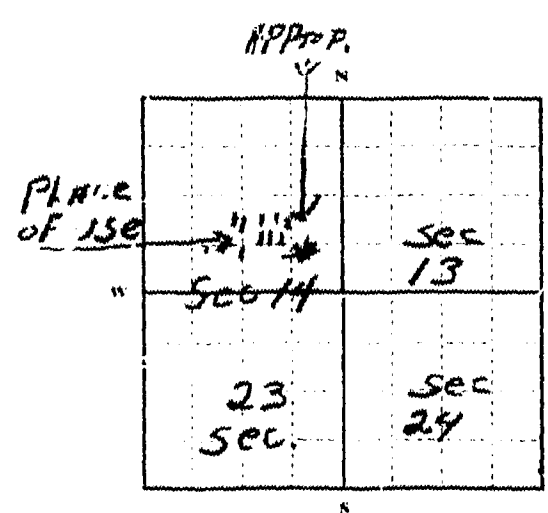 APProp.
N
Place
of Use
Sec
13
W
Sec 14
23
Sec.
Sec
24
S